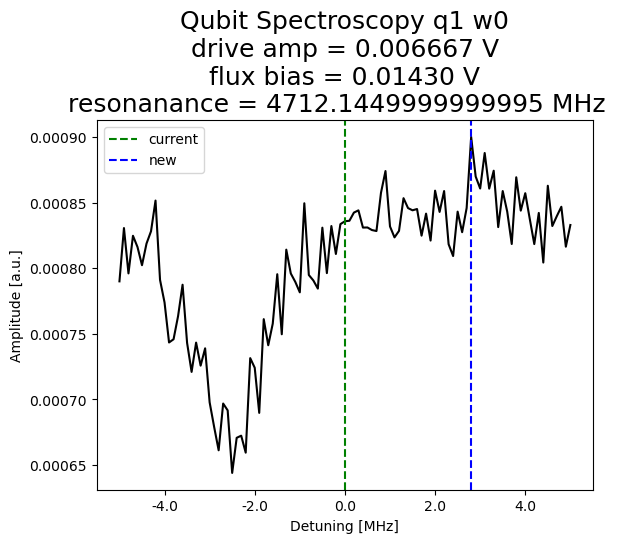 Qubit Spectroscopy q1 w0
drive amp = 0.006667 V
flux bias = 0.01430 V
resonanance = 4712.1449999999995 MHz
current
new
0.00090
0.00085
0.00080
0.00075
0.00070
0.00065
Amplitude [a.u.]
-4.0 -2.0 0.0 2.0 4.0
Detuning [MHz]